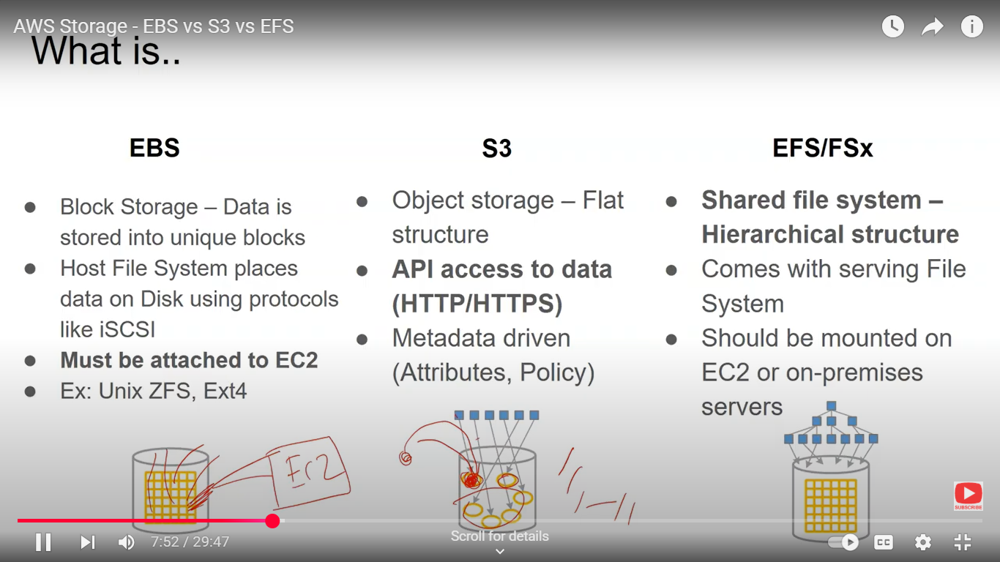 AWS Storage - EBS vs S3 vs EFS
What is..
EBS
● Block Storage – Data is
stored into unique blocks
● Host File System places
data on Disk using protocols
like iSCSI
● Must be attached to EC2
● Ex: Unix ZFS, Ext4
Ec2
S3
● Object storage – Flat
structure
● API access to data
(HTTP/HTTPS)
● Metadata driven
(Attributes, Policy)
EFS/FSx
● Shared file system –
Hierarchical structure
● Comes with serving File
System
● Should be mounted on
EC2 or on-premises
servers
SUBSCRIBE
7:52 / 29:47
Scroll for details
CC